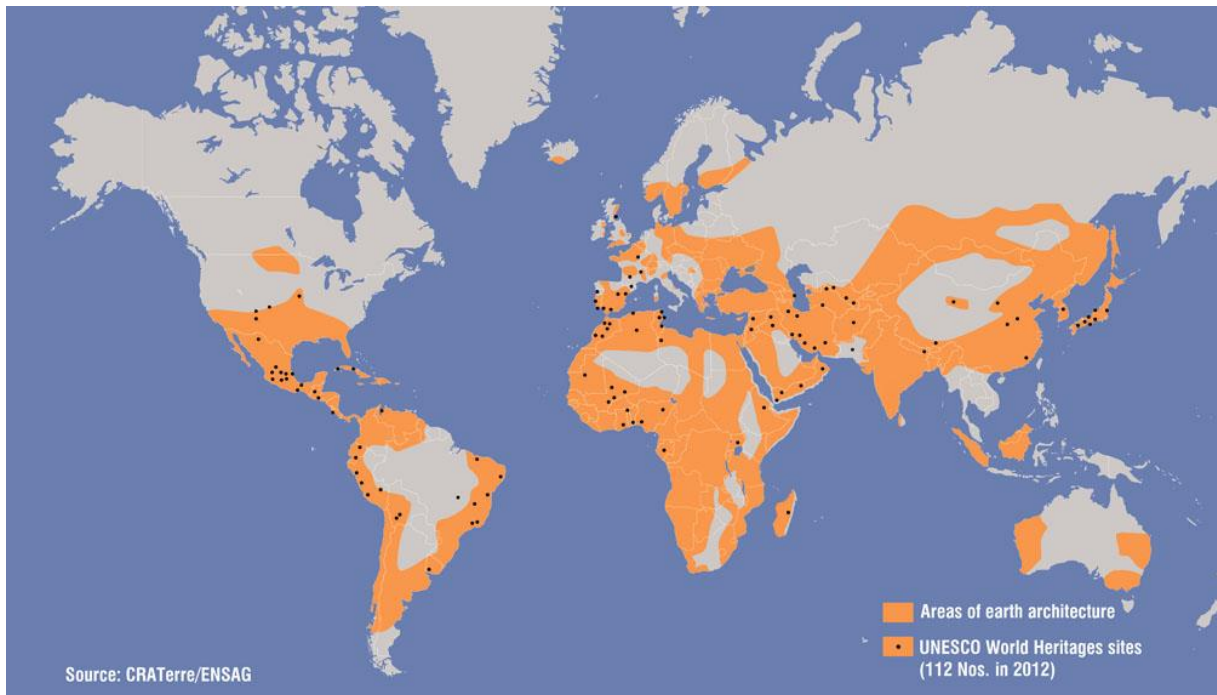 Areas of earth architecture
UNESCO World Heritages sites
(112 Nos. in 2012)
Source: CRATerre/ENSAG